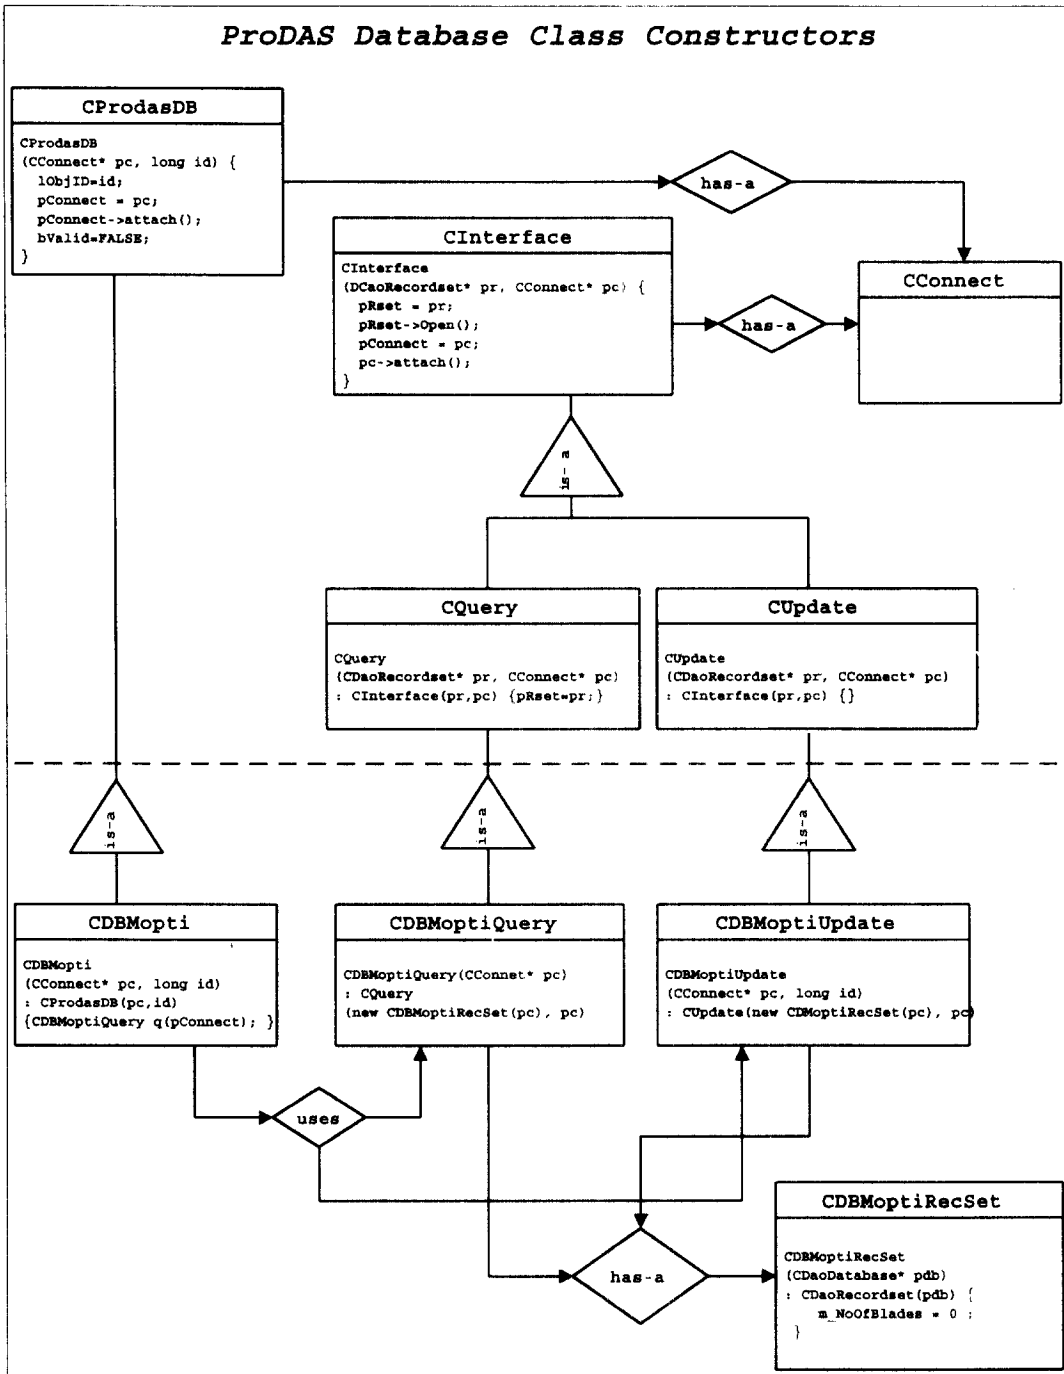 ProDAS Database Class Constructors
CProdasDB
CProdasDB
(CConnect* pc, long id) {
lObjID=id;
pConnect = pc;
pConnect->attach();
bValid=FALSE;
}
has-a
CInterface
CInterface
(DCaoRecordset* pr, CConnect* pc) {
pRset = pr;
pRset->Open();
pConnect = pc;
pc->attach();
}
has-a
CConnect
is- a
CQuery
CQuery
(CDaoRecordset* pr, CConnect* pc)
: CInterface(pr,pc) {pRset=pr;}
CUpdate
CUpdate
(CDaoRecordset* pr, CConnect* pc)
: CInterface(pr,pc) {}
is-a
is-a
is-a
CDBMopti
CDBMopti
(CConnect* pc, long id)
: CProdasDB(pc,id)
{CDBMoptiQuery q(pConnect); }
CDBMoptiQuery
CDBMoptiQuery(CConnet* pc)
: CQuery
(new CDBMoptiRecSet(pc), pc)
CDBMoptiUpdate
CDBMoptiUpdate
(CConnect* pc, long id)
: CUpdate(new CDMoptiRecSet(pc), pc)
uses
has-a
CDBMoptiRecSet
CDBMoptiRecSet
(CDaoDatabase* pdb)
: CDaoRecordset(pdb) {
m_NoOfBlades = 0 ;
}